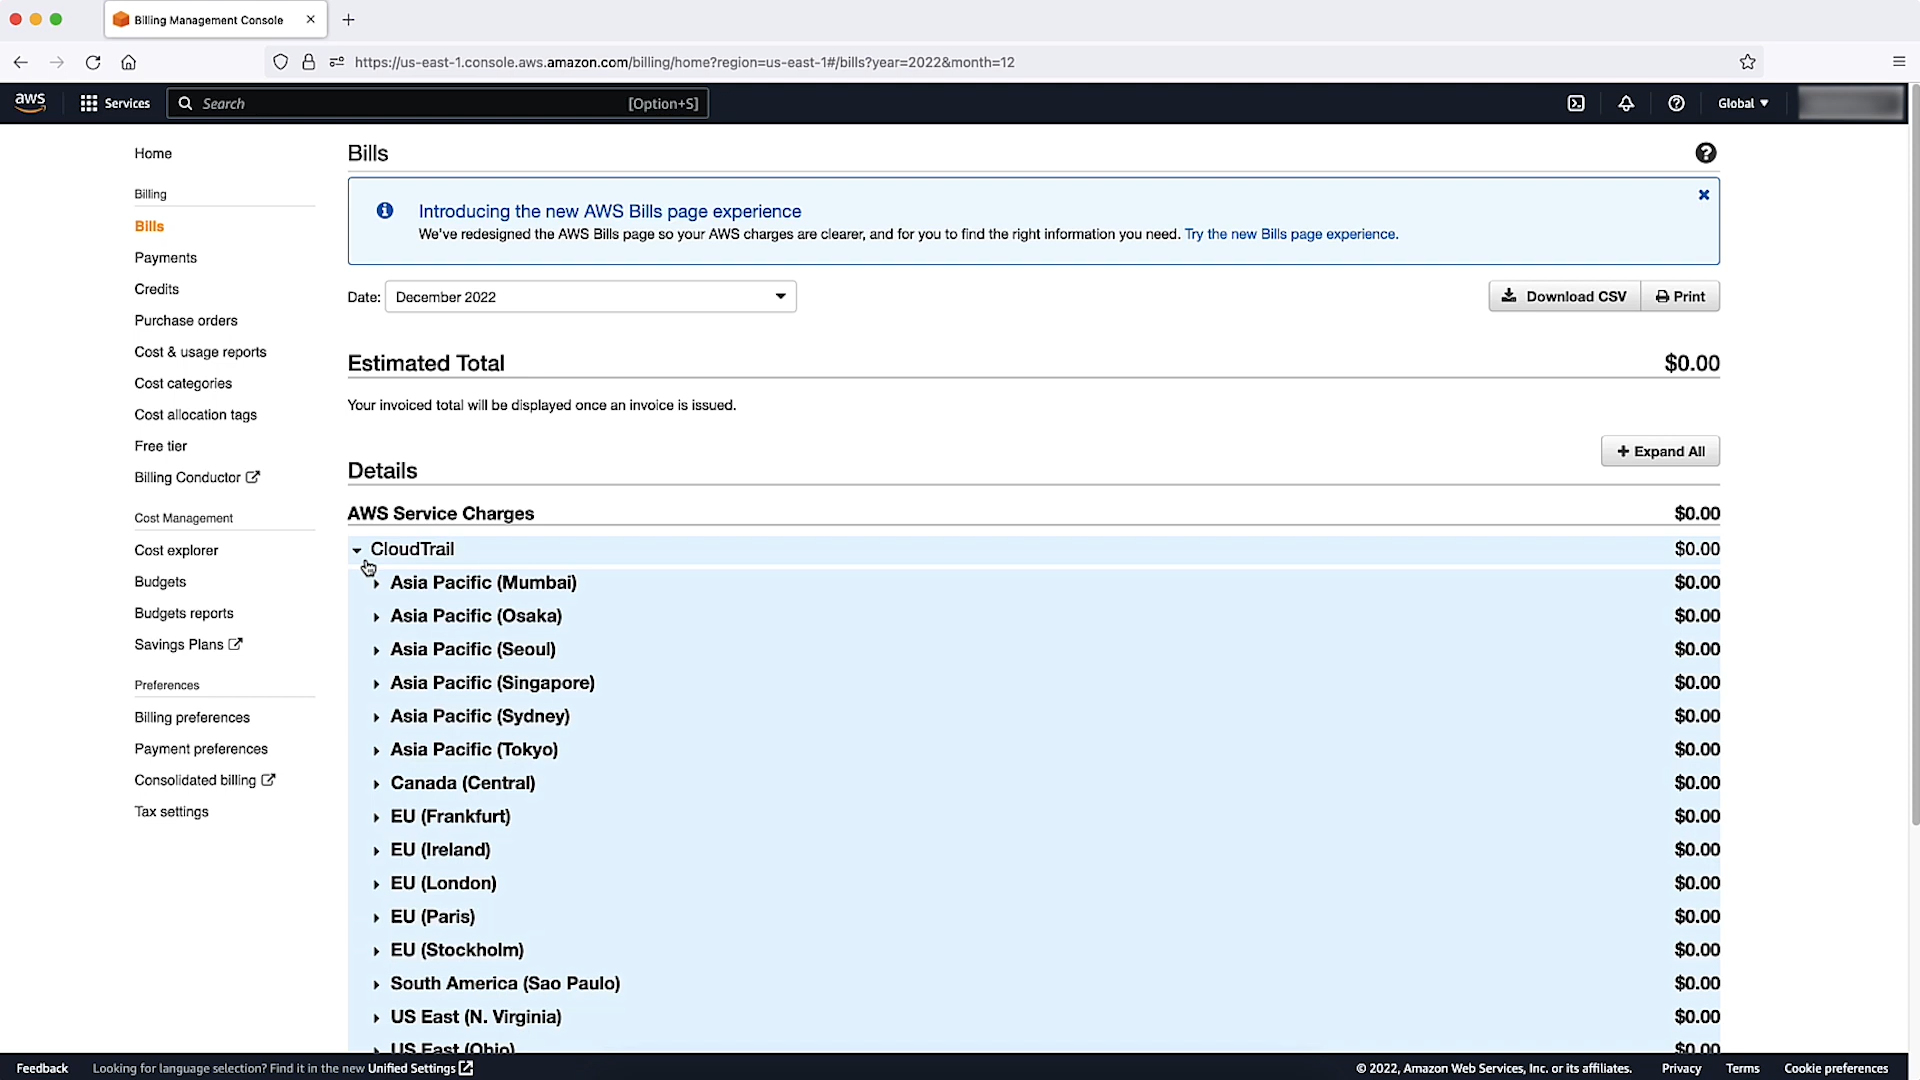 Billing Management Console
https://us-east-1.console.aws.amazon.com/billing/home?region=us-east-1#/bills?year=2022&month=12
aws
Services
Search
[Option+S]
Global
Home
Billing
Bills
Payments
Credits
Purchase orders
Cost & usage reports
Cost categories
Cost allocation tags
Free tier
Billing Conductor
Cost Management
Cost explorer
Budgets
Budgets reports
Savings Plans
Preferences
Billing preferences
Payment preferences
Consolidated billing
Tax settings
Bills
Introducing the new AWS Bills page experience
We've redesigned the AWS Bills page so your AWS charges are clearer, and for you to find the right information you need. Try the new Bills page experience.
Date: December 2022
Download CSV
Print
Estimated Total $0.00
Your invoiced total will be displayed once an invoice is issued.
+ Expand All
Details
AWS Service Charges $0.00
CloudTrail $0.00
Asia Pacific (Mumbai) $0.00
Asia Pacific (Osaka) $0.00
Asia Pacific (Seoul) $0.00
Asia Pacific (Singapore) $0.00
Asia Pacific (Sydney) $0.00
Asia Pacific (Tokyo) $0.00
Canada (Central) $0.00
EU (Frankfurt) $0.00
EU (Ireland) $0.00
EU (London) $0.00
EU (Paris) $0.00
EU (Stockholm) $0.00
South America (Sao Paulo) $0.00
US East (N. Virginia) $0.00
US East (Ohio) $0.00
Feedback
Looking for language selection? Find it in the new Unified Settings
© 2022, Amazon Web Services, Inc. or its affiliates.
Privacy
Terms
Cookie preferences